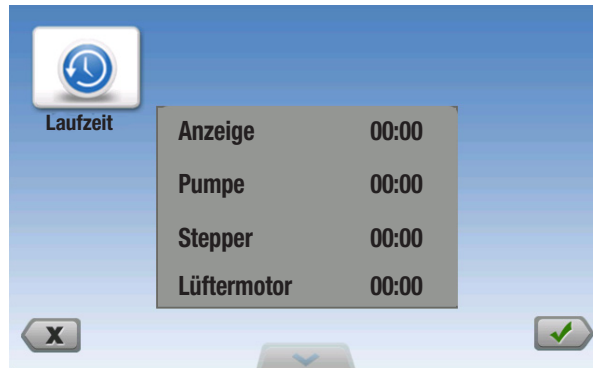 Laufzeit
Anzeige 00:00
Pumpe 00:00
Stepper 00:00
Lüftermotor 00:00
X